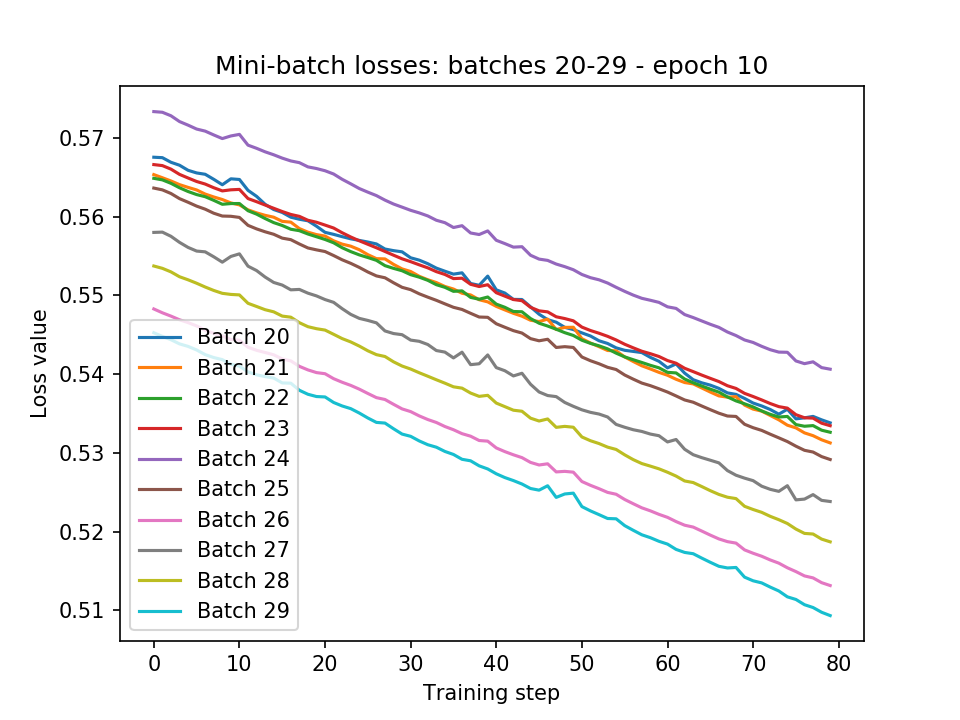 Mini-batch losses: batches 20-29 - epoch 10
Loss value
0.57
0.56
0.55
0.54
0.53
0.52
0.51
Batch 20
Batch 21
Batch 22
Batch 23
Batch 24
Batch 25
Batch 26
Batch 27
Batch 28
Batch 29
0 10 20 30 40 50 60 70 80
Training step